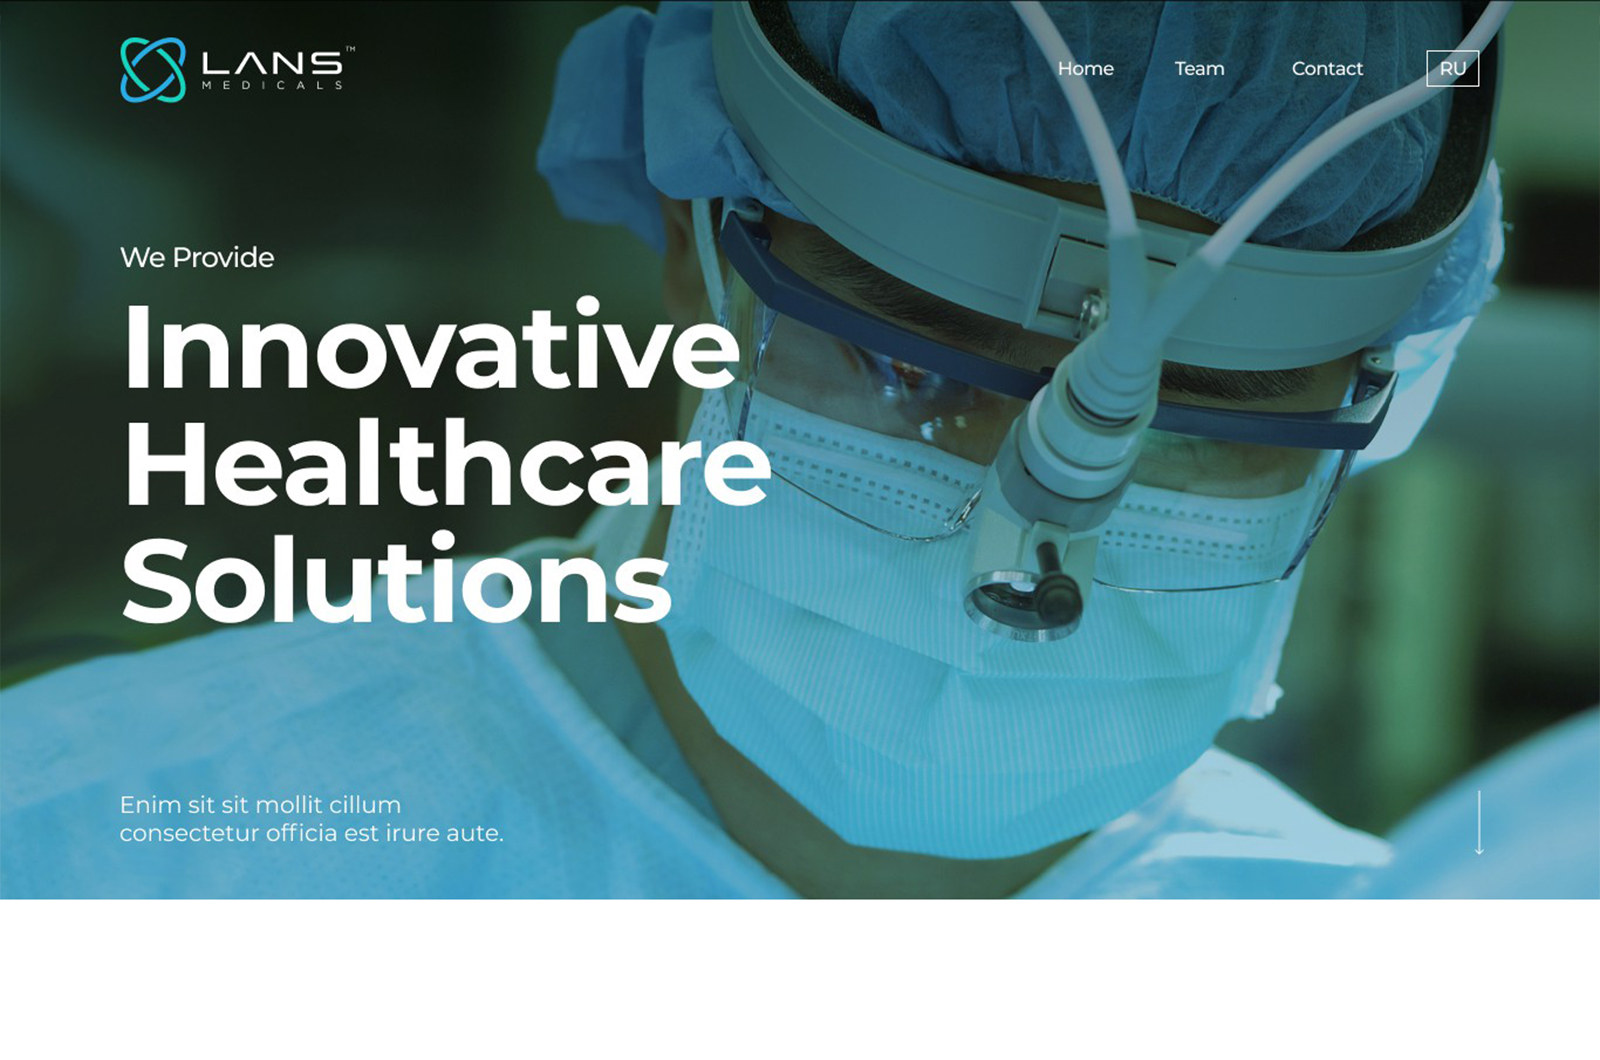 LANS™
MEDICALS
Home
Team
Contact
RU
We Provide
Innovative
Healthcare
Solutions
Enim sit sit mollit cillum
consectetur officia est irure aute.